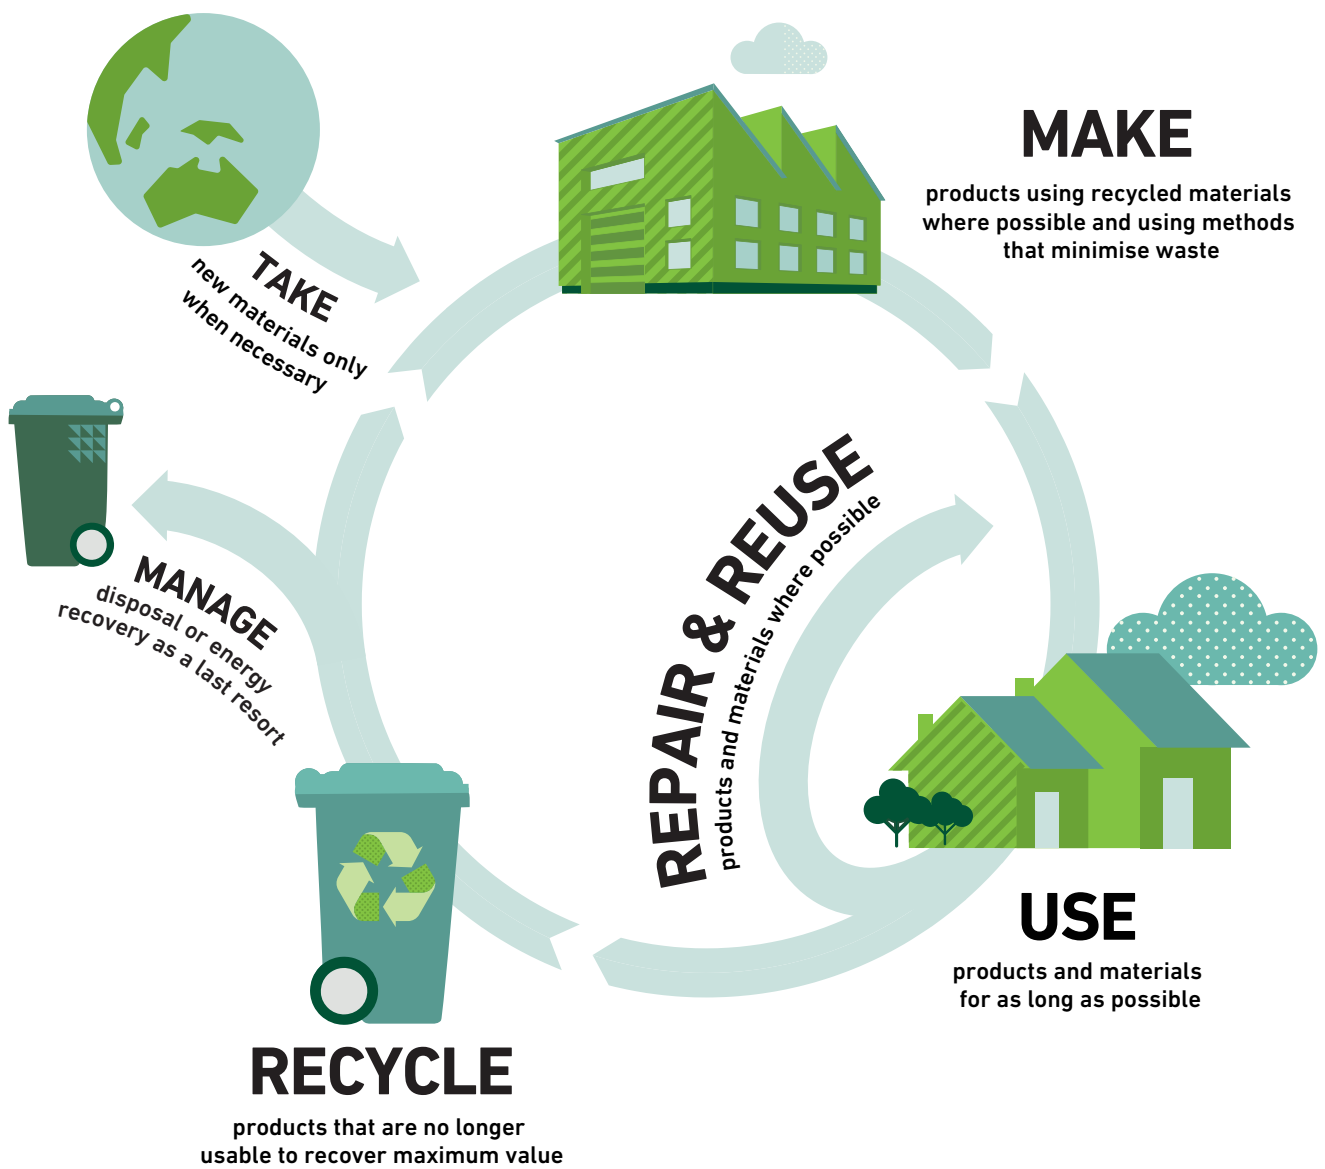 TAKE
new materials only
when necessary
MAKE
products using recycled materials
where possible and using methods
that minimise waste
MANAGE
disposal or energy
recovery as a last resort
REPAIR & REUSE
products and materials where possible
USE
products and materials
for as long as possible
RECYCLE
products that are no longer
usable to recover maximum value